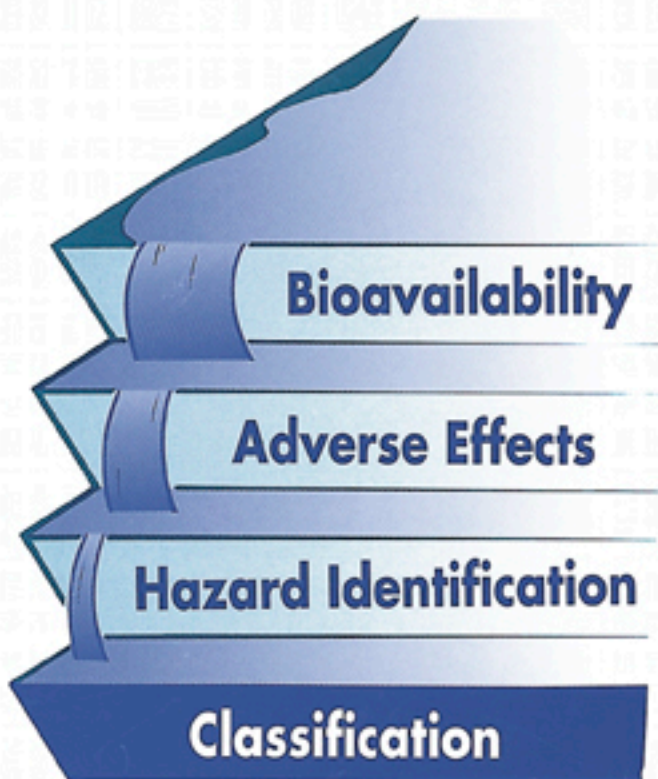 Bioavailability
Adverse Effects
Hazard Identification
Classification